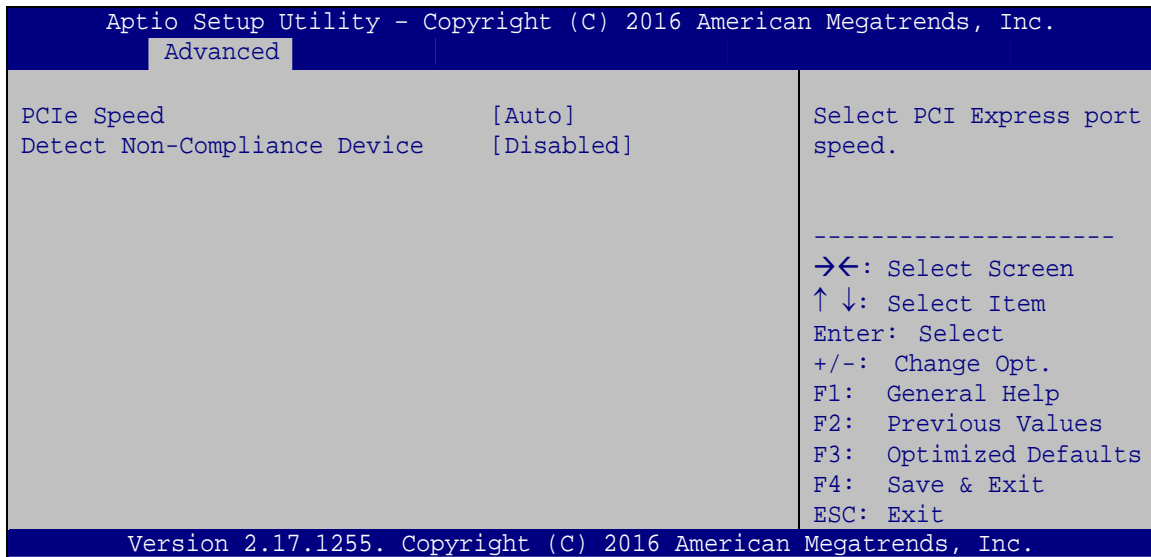 Aptio Setup Utility – Copyright (C) 2016 American Megatrends, Inc.
Advanced
PCIe Speed [Auto]
Detect Non-Compliance Device [Disabled]
Select PCI Express port
speed.
---------------------
→←: Select Screen
↑ ↓: Select Item
Enter: Select
+/-: Change Opt.
F1: General Help
F2: Previous Values
F3: Optimized Defaults
F4: Save & Exit
ESC: Exit
Version 2.17.1255. Copyright (C) 2016 American Megatrends, Inc.